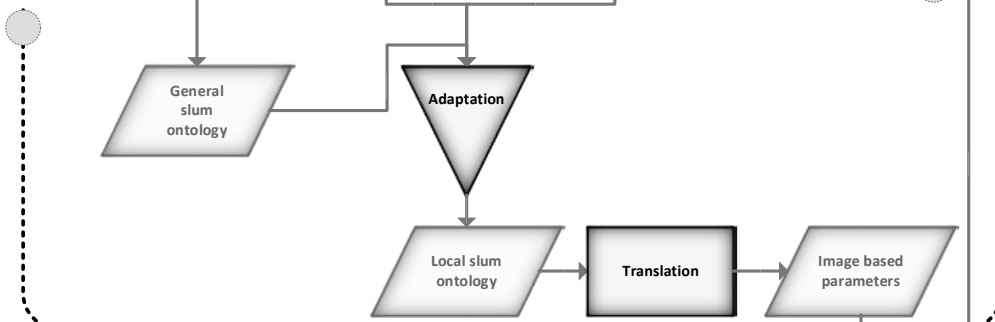 General
slum
ontology
Adaptation
Local slum
ontology
Translation
Image based
parameters